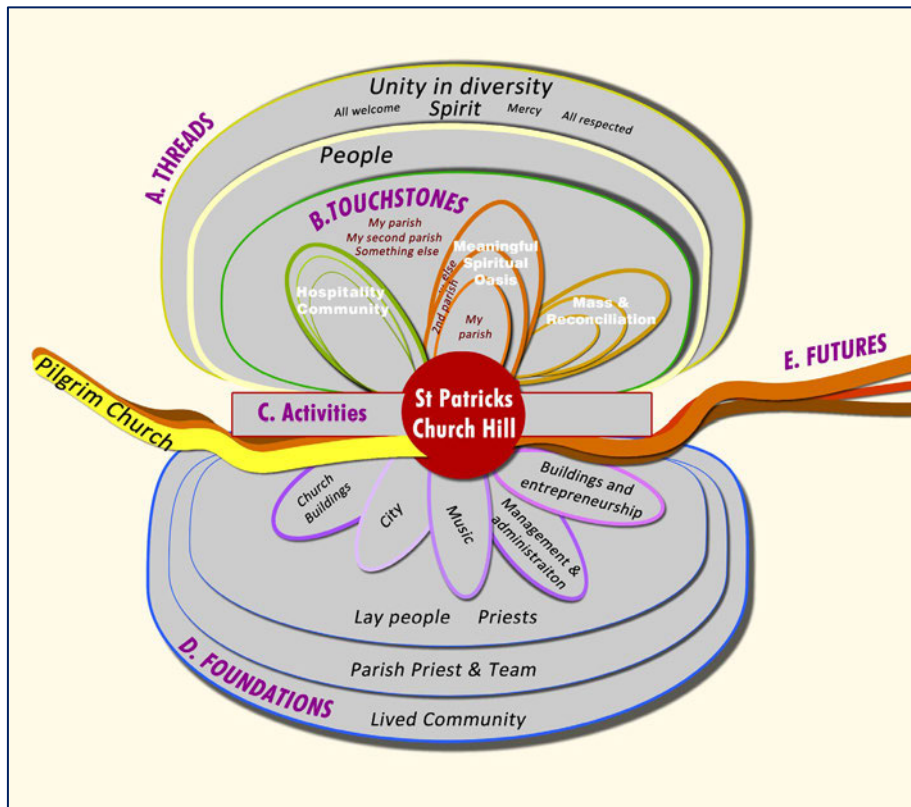 Unity in diversity
All welcome Spirit Mercy All respected
A. THREADS
People
B.TOUCHSTONES
My parish
My second parish
Something else
Hospitality
Community
Meaningful
Spiritual
Oasis
else
2nd parish
My
parish
Mass &
Reconciliation
E. FUTURES
Pilgrim Church
C. Activities
St Patricks
Church Hill
Church
Buildings
City
Music
Management &
administraiton
Buildings and
entrepreneurship
Lay people Priests
Parish Priest & Team
D. FOUNDATIONS
Lived Community